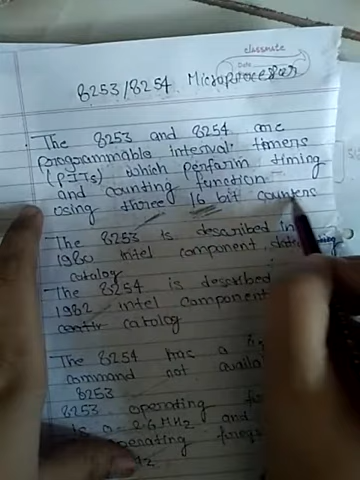 classmate
Date
8253/8254 Microprocessor
The 8253 and 8254 are
programmable interval timers
(PITs) which perform timing
and counting function
using three 16 bit counters
The 8253 is described in
1980 intel component data
catalog
The 8254 is described
1982 intel component
catalog
The 8254 has a
command not
8253
8253 operating
is 0-2.6 MHz and
operating
Hz